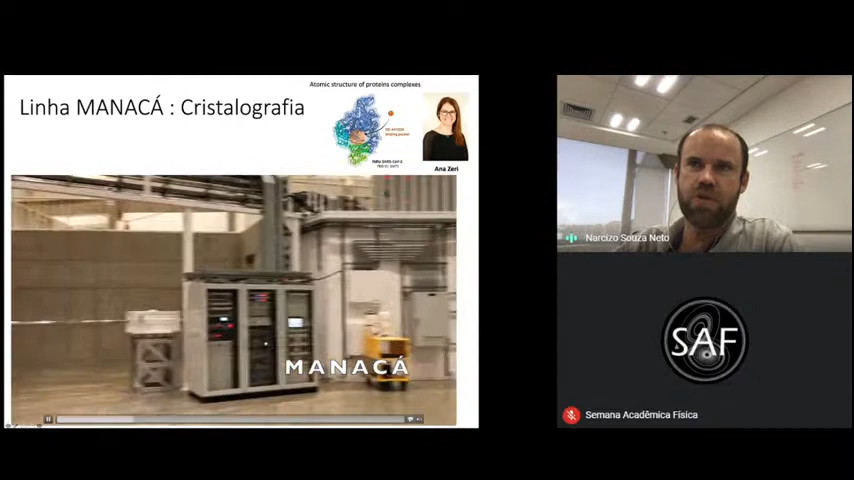 Linha MANACÁ : Cristalografia
Atomic structure of proteins complexes
Ana Zeri
MANACÁ
Narcizo Souza Neto
SAF
Semana Acadêmica Física